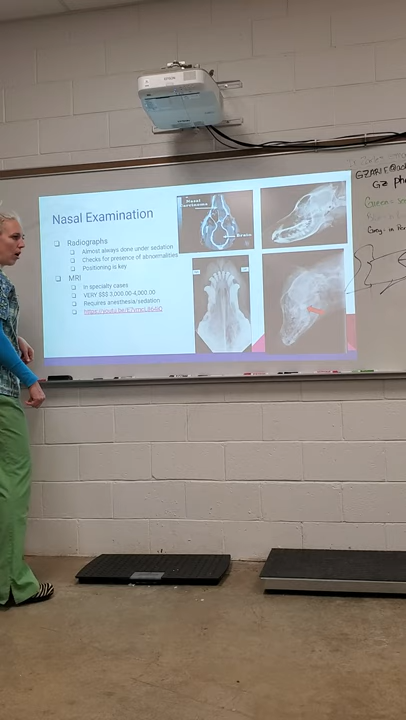 EPSON
Nasal Examination
Radiographs
Almost always done under sedation
Checks for presence of abnormalities
Positioning is key
MRI
In specialty cases
VERY $$$ 3,000.00-4,000.00
Requires anesthesia/sedation
Nasal
carcinoma
Brain